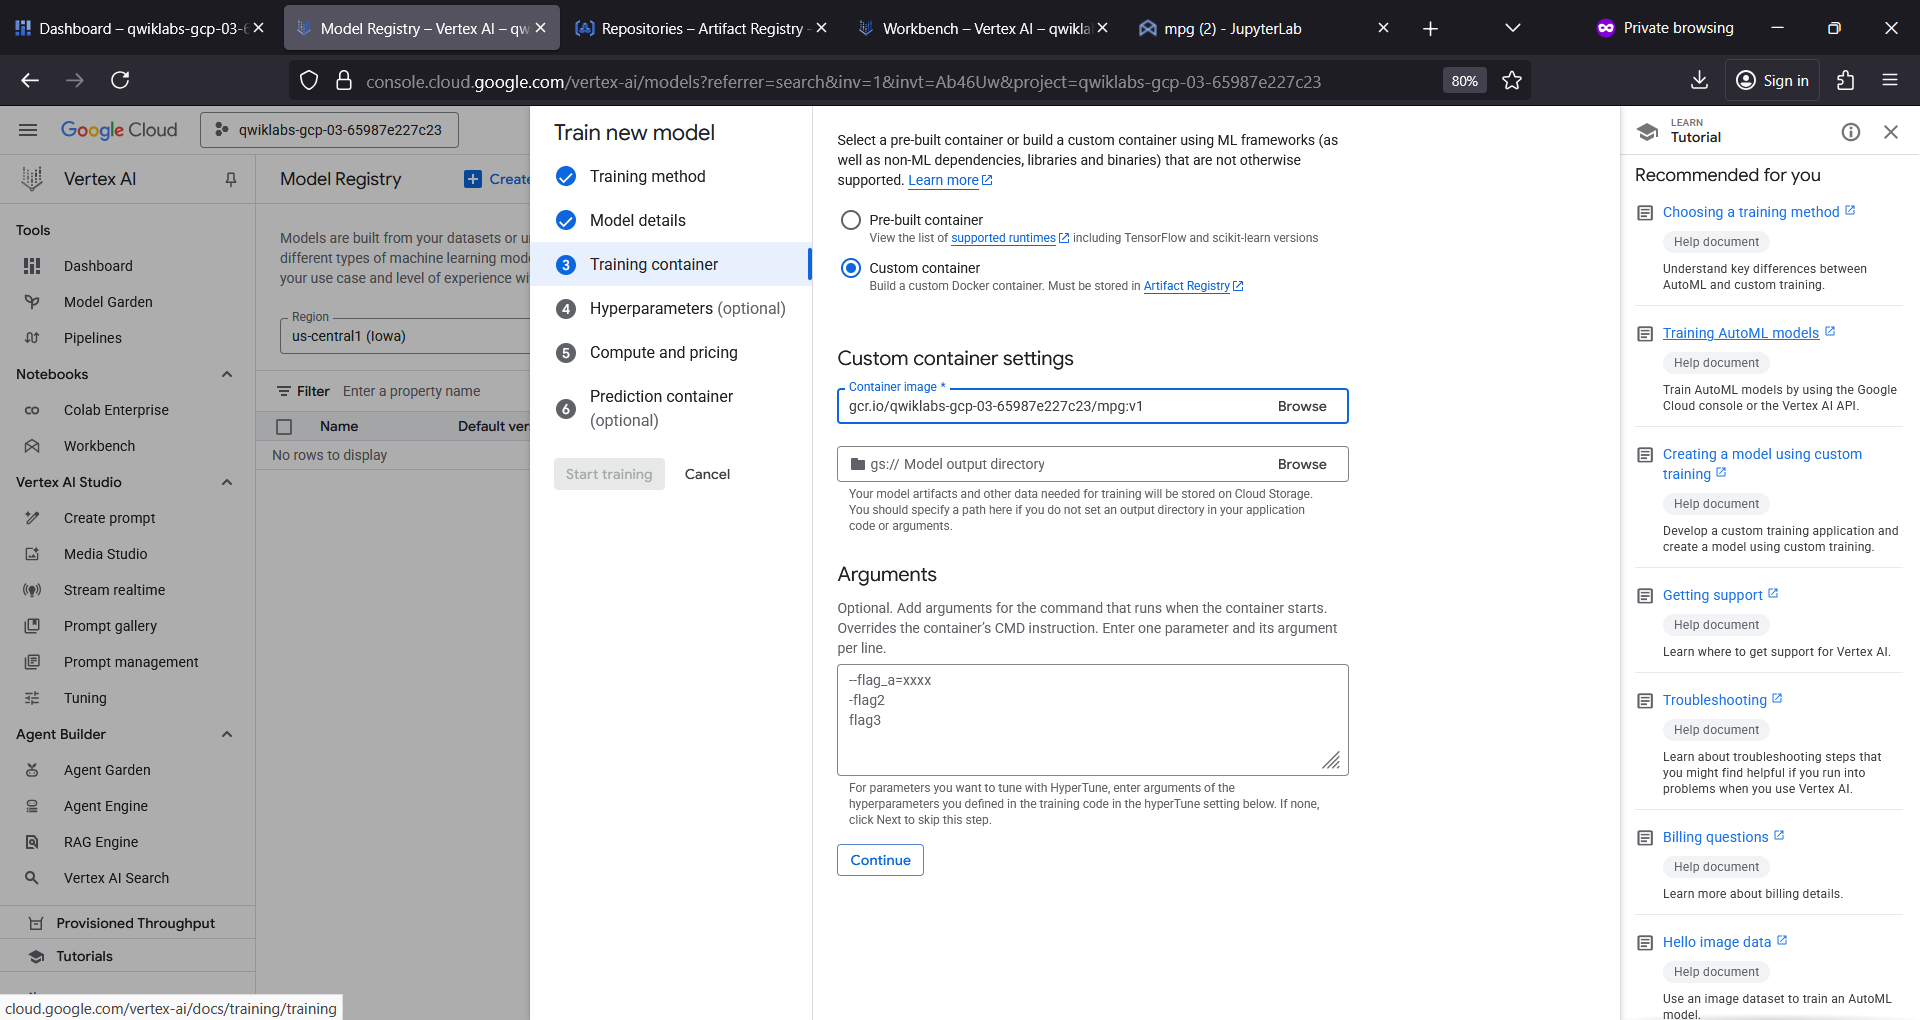 Dashboard – qwiklabs-gcp-03-6
Model Registry – Vertex AI – qw
Repositories – Artifact Registry -
Workbench – Vertex AI – qwikla
mpg (2) - JupyterLab
Private browsing
console.cloud.google.com/vertex-ai/models?referrer=search&inv=1&invt=Ab46Uw&project=qwiklabs-gcp-03-65987e227c23
80%
Sign in
Google Cloud
qwiklabs-gcp-03-65987e227c23
Vertex AI
Tools
Dashboard
Model Garden
Pipelines
Notebooks
Colab Enterprise
Workbench
Vertex AI Studio
Create prompt
Media Studio
Stream realtime
Prompt gallery
Prompt management
Tuning
Agent Builder
Agent Garden
Agent Engine
RAG Engine
Vertex AI Search
Provisioned Throughput
Tutorials
cloud.google.com/vertex-ai/docs/training/training
Model Registry
Create
Models are built from your datasets or u
different types of machine learning mode
your use case and level of experience wi
Region
us-central1 (Iowa)
Filter Enter a property name
Name Default ver
No rows to display
Train new model
Training method
Model details
3 Training container
4 Hyperparameters (optional)
5 Compute and pricing
6 Prediction container
(optional)
Start training Cancel
Select a pre-built container or build a custom container using ML frameworks (as
well as non-ML dependencies, libraries and binaries) that are not otherwise
supported. Learn more
Pre-built container
View the list of supported runtimes including TensorFlow and scikit-learn versions
Custom container
Build a custom Docker container. Must be stored in Artifact Registry
Custom container settings
Container image *
gcr.io/qwiklabs-gcp-03-65987e227c23/mpg:v1 Browse
gs:// Model output directory Browse
Your model artifacts and other data needed for training will be stored on Cloud Storage.
You should specify a path here if you do not set an output directory in your application
code or arguments.
Arguments
Optional. Add arguments for the command that runs when the container starts.
Overrides the container's CMD instruction. Enter one parameter and its argument
per line.
--flag_a=xxxx
-flag2
flag3
For parameters you want to tune with HyperTune, enter arguments of the
hyperparameters you defined in the training code in the hyperTune setting below. If none,
click Next to skip this step.
Continue
LEARN
Tutorial
Recommended for you
Choosing a training method
Help document
Understand key differences between
AutoML and custom training.
Training AutoML models
Help document
Train AutoML models by using the Google
Cloud console or the Vertex AI API.
Creating a model using custom
training
Help document
Develop a custom training application and
create a model using custom training.
Getting support
Help document
Learn where to get support for Vertex AI.
Troubleshooting
Help document
Learn about troubleshooting steps that
you might find helpful if you run into
problems when you use Vertex AI.
Billing questions
Help document
Learn more about billing details.
Hello image data
Help document
Use an image dataset to train an AutoML
model.